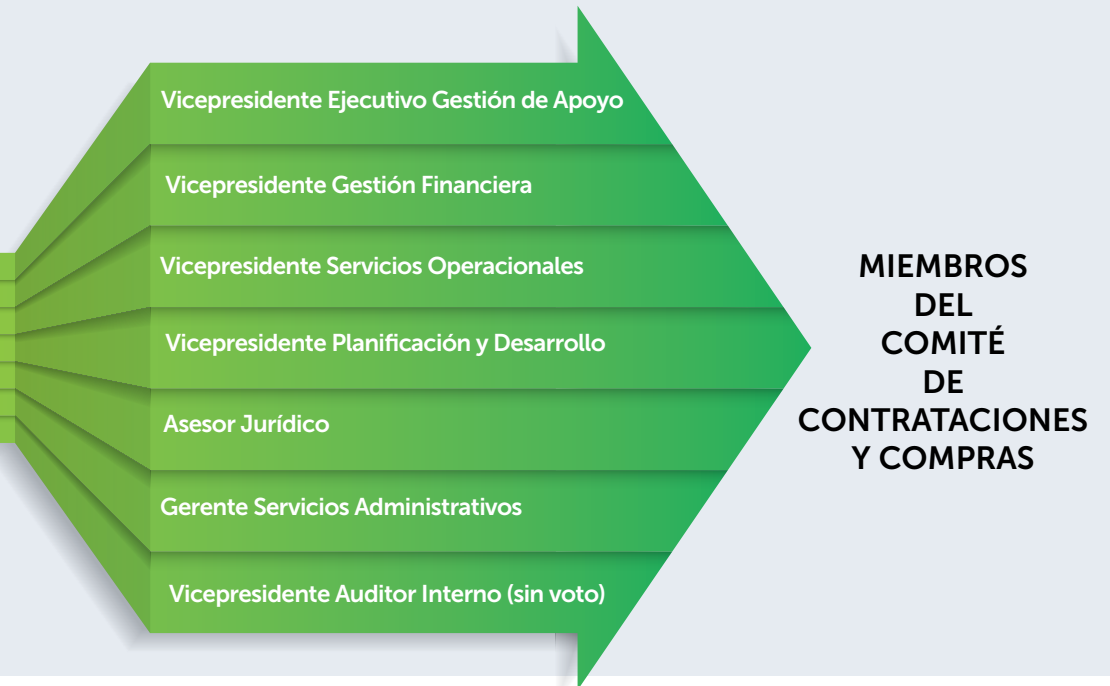 Vicepresidente Ejecutivo Gestión de Apoyo
Vicepresidente Gestión Financiera
Vicepresidente Servicios Operacionales
Vicepresidente Planificación y Desarrollo
Asesor Jurídico
Gerente Servicios Administrativos
Vicepresidente Auditor Interno (sin voto)
MIEMBROS
DEL
COMITÉ
DE
CONTRATACIONES
Y COMPRAS